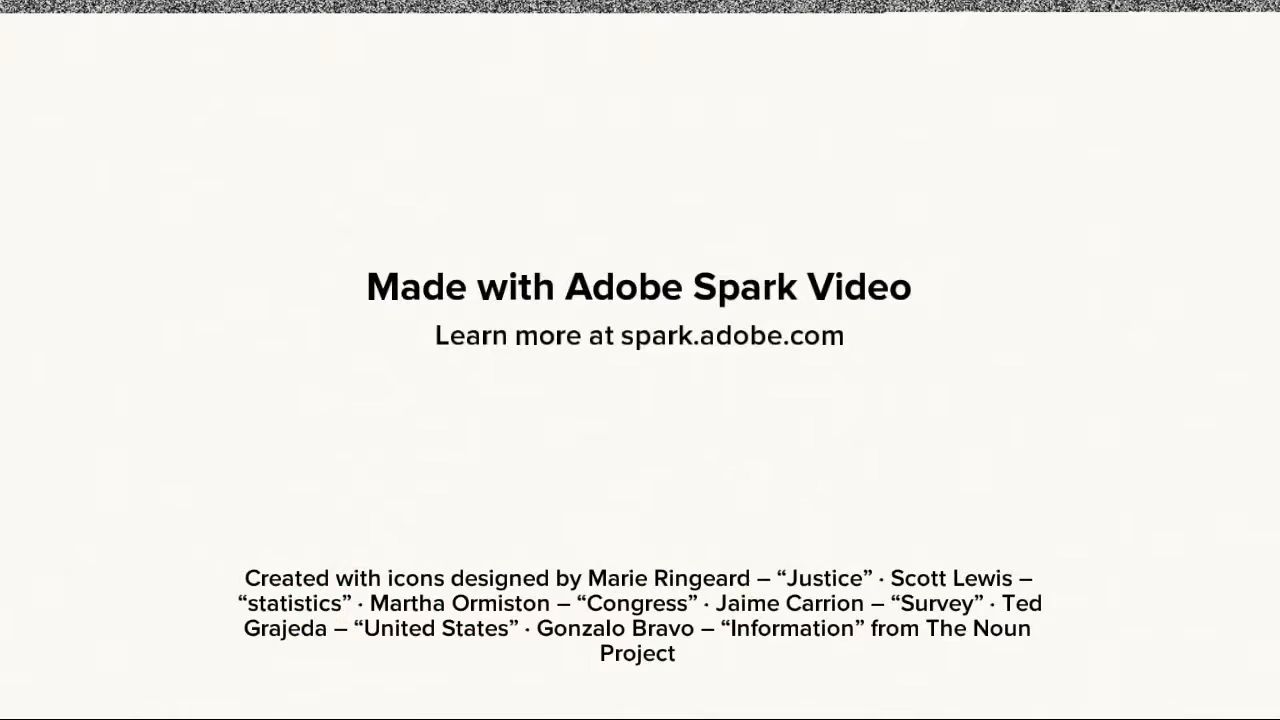 Made with Adobe Spark Video
Learn more at spark.adobe.com
Created with icons designed by Marie Ringeard – “Justice” · Scott Lewis –
“statistics” · Martha Ormiston – “Congress” · Jaime Carrion – “Survey” · Ted
Grajeda – “United States” · Gonzalo Bravo – “Information” from The Noun
Project